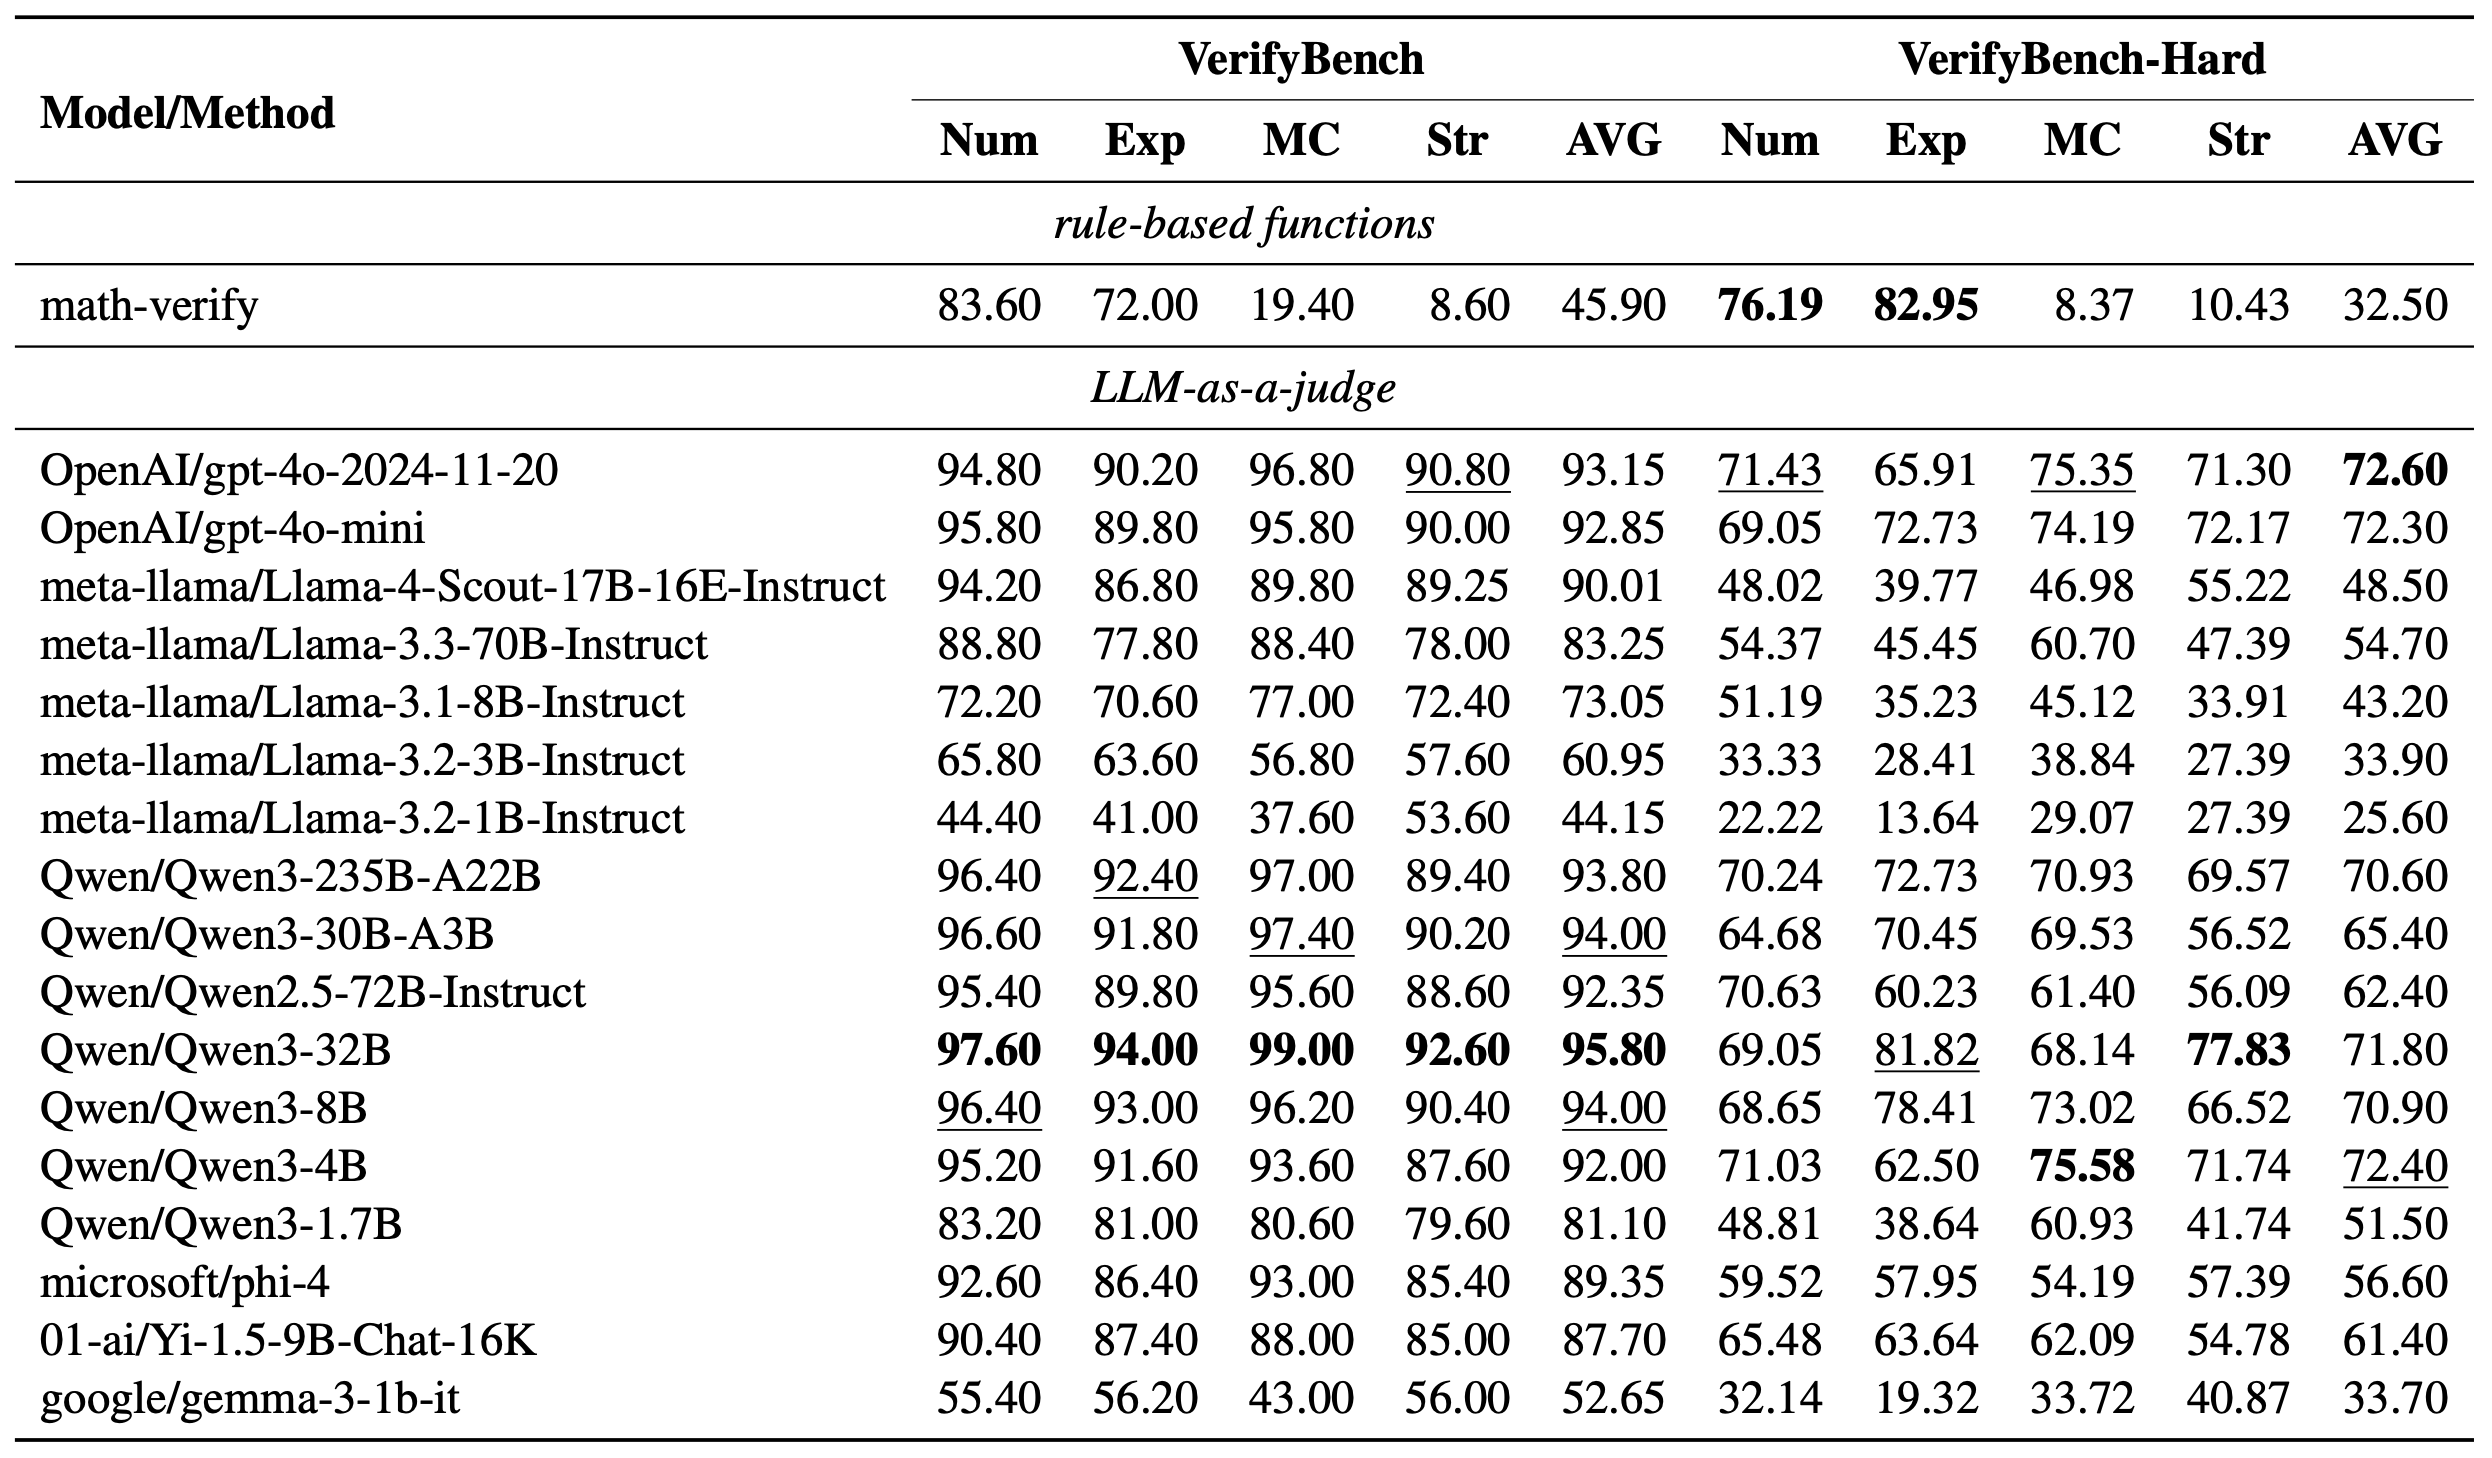 VerifyBench VerifyBench-Hard
Model/Method
Num Exp MC Str AVG Num Exp MC Str AVG
rule-based functions
math-verify 83.60 72.00 19.40 8.60 45.90 76.19 82.95 8.37 10.43 32.50
LLM-as-a-judge
OpenAI/gpt-4o-2024-11-20 94.80 90.20 96.80 90.80 93.15 71.43 65.91 75.35 71.30 72.60
OpenAI/gpt-4o-mini 95.80 89.80 95.80 90.00 92.85 69.05 72.73 74.19 72.17 72.30
meta-llama/Llama-4-Scout-17B-16E-Instruct 94.20 86.80 89.80 89.25 90.01 48.02 39.77 46.98 55.22 48.50
meta-llama/Llama-3.3-70B-Instruct 88.80 77.80 88.40 78.00 83.25 54.37 45.45 60.70 47.39 54.70
meta-llama/Llama-3.1-8B-Instruct 72.20 70.60 77.00 72.40 73.05 51.19 35.23 45.12 33.91 43.20
meta-llama/Llama-3.2-3B-Instruct 65.80 63.60 56.80 57.60 60.95 33.33 28.41 38.84 27.39 33.90
meta-llama/Llama-3.2-1B-Instruct 44.40 41.00 37.60 53.60 44.15 22.22 13.64 29.07 27.39 25.60
Qwen/Qwen3-235B-A22B 96.40 92.40 97.00 89.40 93.80 70.24 72.73 70.93 69.57 70.60
Qwen/Qwen3-30B-A3B 96.60 91.80 97.40 90.20 94.00 64.68 70.45 69.53 56.52 65.40
Qwen/Qwen2.5-72B-Instruct 95.40 89.80 95.60 88.60 92.35 70.63 60.23 61.40 56.09 62.40
Qwen/Qwen3-32B 97.60 94.00 99.00 92.60 95.80 69.05 81.82 68.14 77.83 71.80
Qwen/Qwen3-8B 96.40 93.00 96.20 90.40 94.00 68.65 78.41 73.02 66.52 70.90
Qwen/Qwen3-4B 95.20 91.60 93.60 87.60 92.00 71.03 62.50 75.58 71.74 72.40
Qwen/Qwen3-1.7B 83.20 81.00 80.60 79.60 81.10 48.81 38.64 60.93 41.74 51.50
microsoft/phi-4 92.60 86.40 93.00 85.40 89.35 59.52 57.95 54.19 57.39 56.60
01-ai/Yi-1.5-9B-Chat-16K 90.40 87.40 88.00 85.00 87.70 65.48 63.64 62.09 54.78 61.40
google/gemma-3-1b-it 55.40 56.20 43.00 56.00 52.65 32.14 19.32 33.72 40.87 33.70